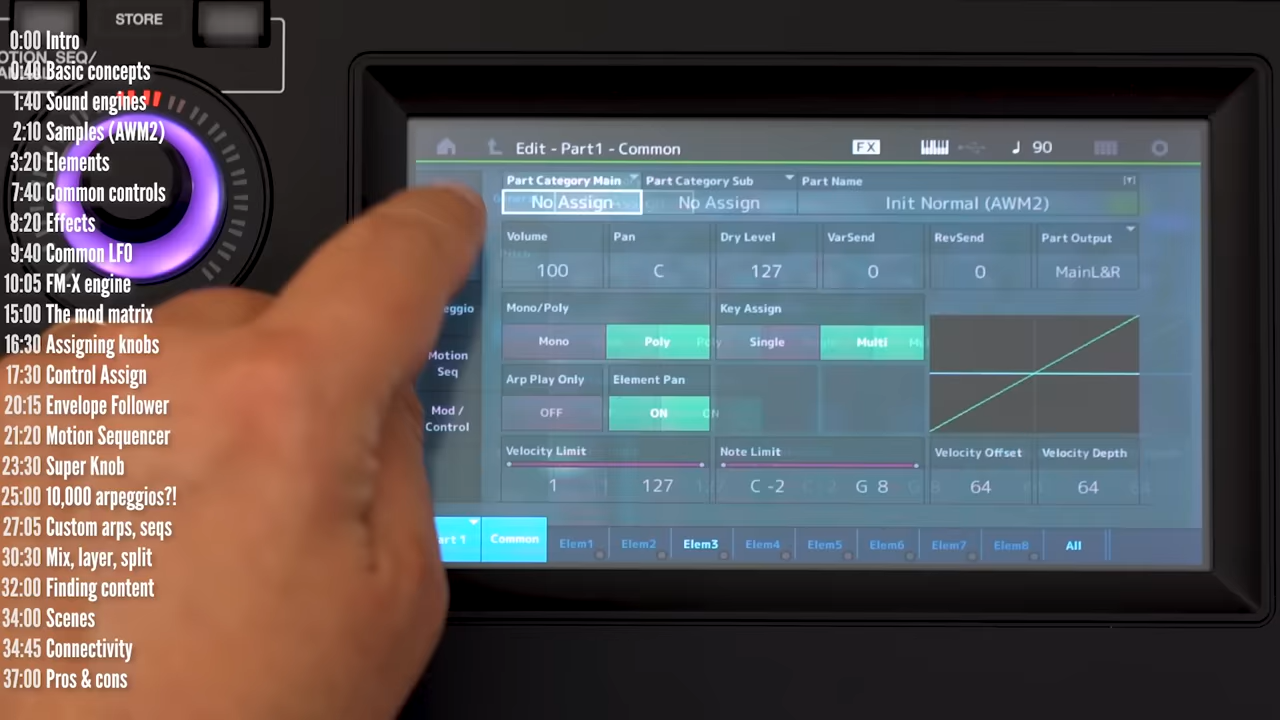 STORE
OTION SEQ/
0:00 Intro
0:40 Basic concepts
1:40 Sound engines
2:10 Samples (AWM2)
3:20 Elements
7:40 Common controls
8:20 Effects
9:40 Common LFO
10:05 FM-X engine
15:00 The mod matrix
16:30 Assigning knobs
17:30 Control Assign
20:15 Envelope Follower
21:20 Motion Sequencer
23:30 Super Knob
25:00 10,000 arpeggios?!
27:05 Custom arps, seqs
30:30 Mix, layer, split
32:00 Finding content
34:00 Scenes
34:45 Connectivity
37:00 Pros & cons
Edit - Part1 - Common
FX
90
Part Category Main Part Category Sub Part Name
No Assign No Assign Init Normal (AWM2)
Volume Pan Dry Level VarSend RevSend Part Output
100 C 127 0 0 MainL&R
Mono/Poly Key Assign
Mono Poly Single Multi
eggio
Motion
Seq
Mod /
Control
Arp Play Only Element Pan
OFF ON
Velocity Limit Note Limit Velocity Offset Velocity Depth
1 127 C -2 G 8 64 64
art 1 Common Elem1 Elem2 Elem3 Elem4 Elem5 Elem6 Elem7 Elem8 All